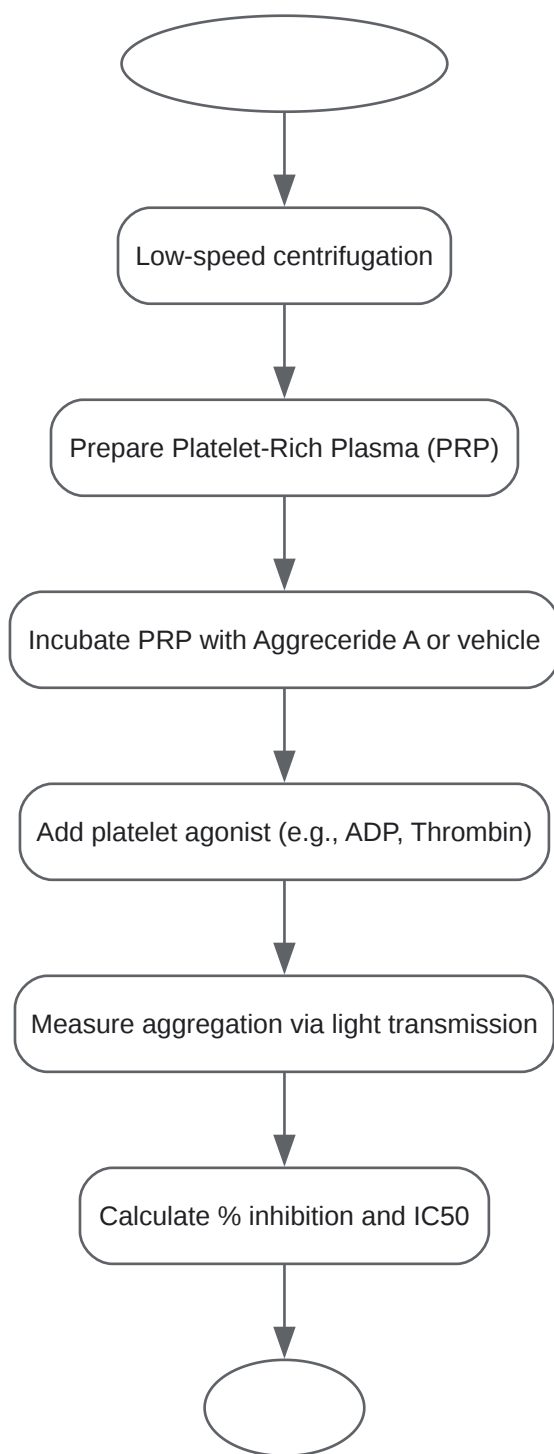 Low-speed centrifugation
Prepare Platelet-Rich Plasma (PRP)
Incubate PRP with Aggreceride A or vehicle
Add platelet agonist (e.g., ADP, Thrombin)
Measure aggregation via light transmission
Calculate % inhibition and IC50